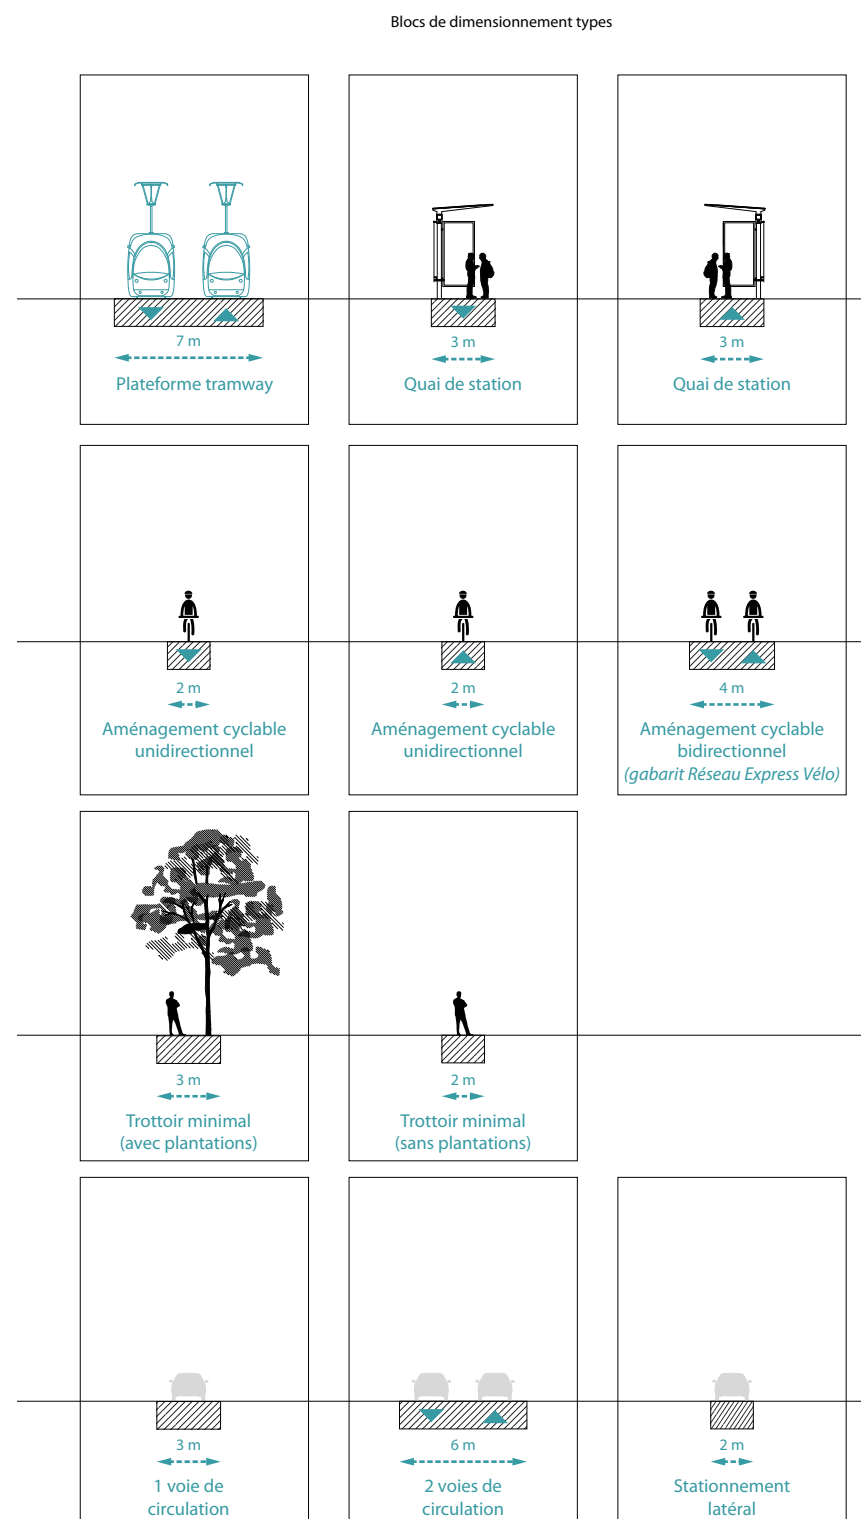 Blocs de dimensionnement types
7 m
Plateforme tramway
3 m
Quai de station
3 m
Quai de station
2 m
Aménagement cyclable
unidirectionnel
2 m
Aménagement cyclable
unidirectionnel
4 m
Aménagement cyclable
bidirectionnel
(gabarit Réseau Express Vélo)
3 m
Trottoir minimal
(avec plantations)
2 m
Trottoir minimal
(sans plantations)
3 m
1 voie de
circulation
6 m
2 voies de
circulation
2 m
Stationnement
latéral